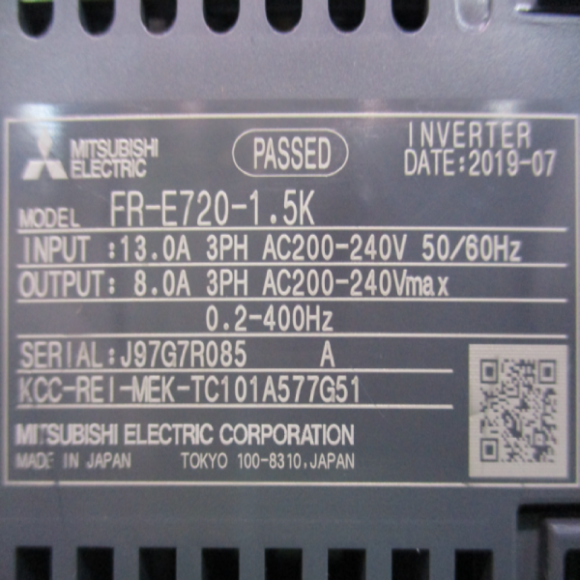 MITSUBISHI
ELECTRIC
PASSED
INVERTER
DATE:2019-07
MODEL FR-E720-1.5K
INPUT :13.0A 3PH AC200-240V 50/60Hz
OUTPUT: 8.0A 3PH AC200-240Vmax
0.2-400Hz
SERIAL:J97G7R085 A
KCC-REI-MEK-TC101A577G51
MITSUBISHI ELECTRIC CORPORATION
MADE IN JAPAN TOKYO 100-8310,JAPAN